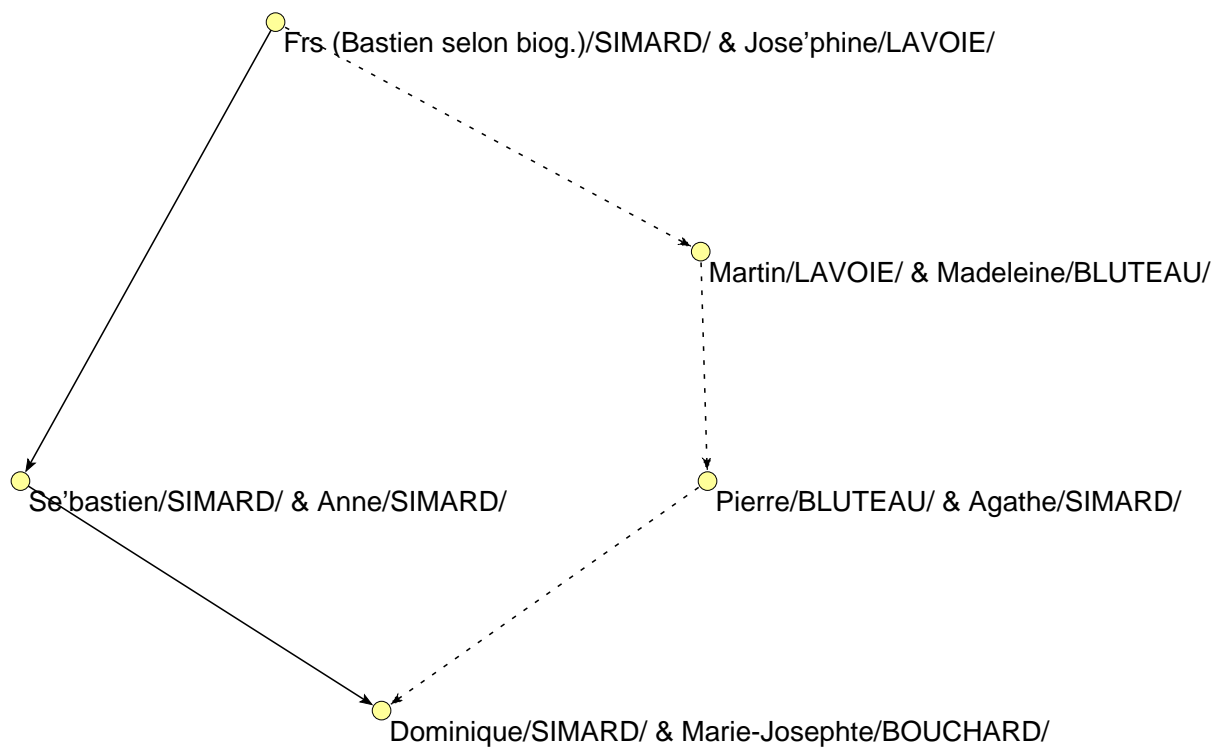 Frs (Bastien selon biog.)/SIMARD/ & Jose'phine/LAVOIE/
Martin/LAVOIE/ & Madeleine/BLUTEAU/
Se'bastien/SIMARD/ & Anne/SIMARD/
Pierre/BLUTEAU/ & Agathe/SIMARD/
Dominique/SIMARD/ & Marie-Josephte/BOUCHARD/